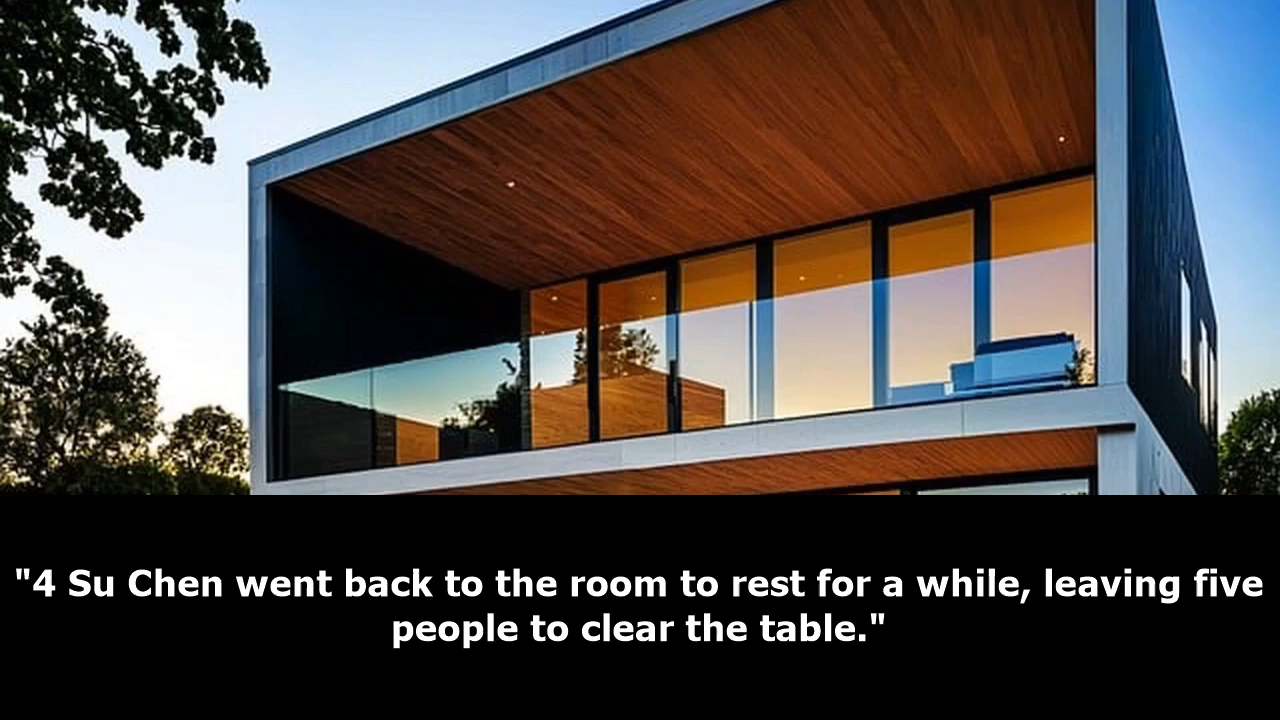 "4 Su Chen went back to the room to rest for a while, leaving five
people to clear the table."